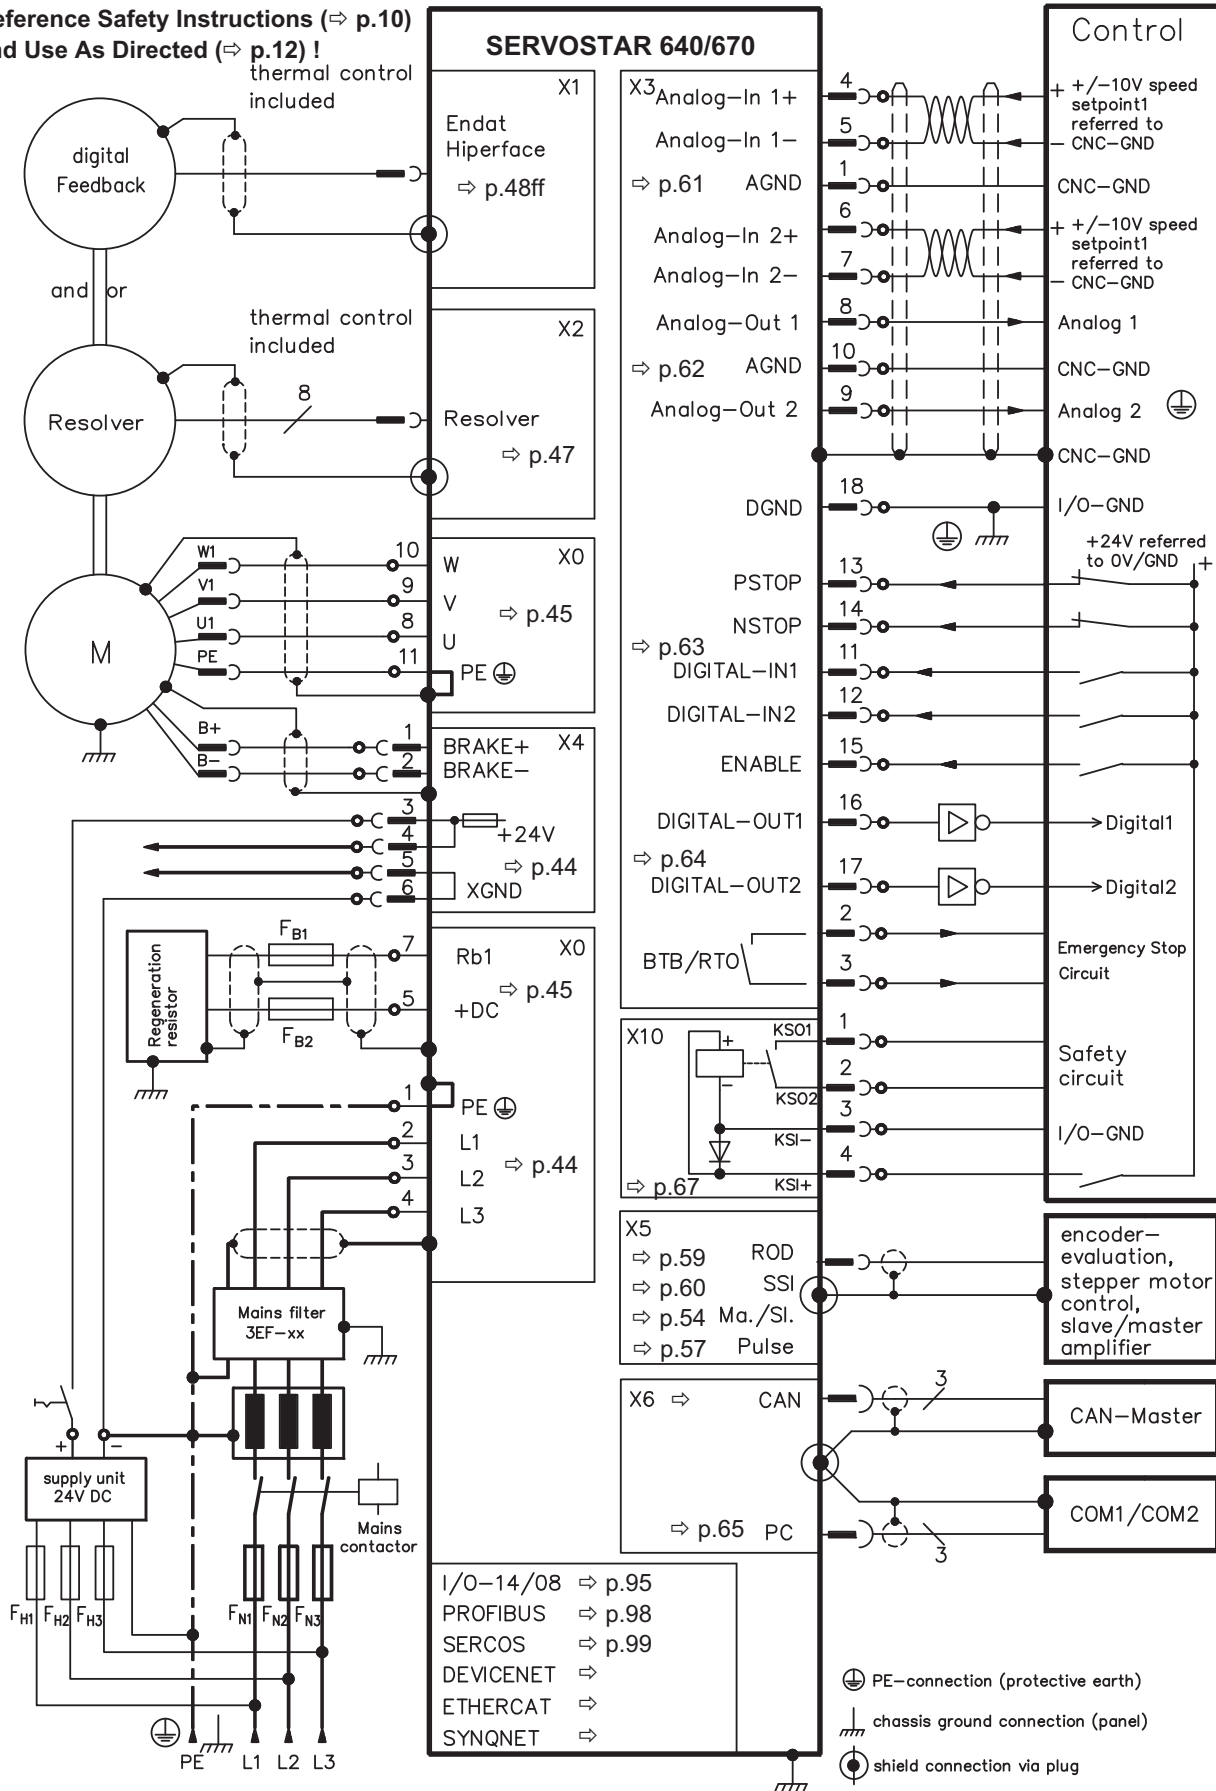 eference Safety Instructions (⇨ p.10)
nd Use As Directed (⇨ p.12) !
SERVOSTAR 640/670
Control
thermal control
included
digital
Feedback
X1
Endat
Hiperface
⇨ p.48ff
and or
thermal control
included
Resolver
8
X2
Resolver
⇨ p.47
M
W1
V1
U1
PE
10
9
8
11
W
V
U
PE
X0
⇨ p.45
B+
B-
1
2
BRAKE+
BRAKE-
X4
3
4
5
6
+24V
⇨ p.44
XGND
Regeneration
resistor
FB1
FB2
7
5
Rb1
X0
⇨ p.45
+DC
1
2
3
4
PE
L1
L2
L3
⇨ p.44
Mains filter
3EF-xx
+
-
supply unit
24V DC
Mains
contactor
FH1
FH2
FH3
FN1
FN2
FN3
PE
L1
L2
L3
X3
Analog-In 1+
4
+ +/-10V speed
setpoint1
referred to
- CNC-GND
Analog-In 1-
5
⇨ p.61
AGND
1
CNC-GND
Analog-In 2+
6
+ +/-10V speed
setpoint1
referred to
- CNC-GND
Analog-In 2-
7
Analog-Out 1
8
Analog 1
⇨ p.62
AGND
10
CNC-GND
Analog-Out 2
9
Analog 2
CNC-GND
DGND
18
I/O-GND
+24V referred
to 0V/GND
+
PSTOP
13
NSTOP
14
⇨ p.63
DIGITAL-IN1
11
DIGITAL-IN2
12
ENABLE
15
DIGITAL-OUT1
16
Digital1
⇨ p.64
DIGITAL-OUT2
17
Digital2
BTB/RTO
2
3
Emergency Stop
Circuit
X10
+
-
KSO1
1
KSO2
2
Safety
circuit
KSI-
3
I/O-GND
KSI+
4
⇨ p.67
X5
⇨ p.59 ROD
⇨ p.60 SSI
⇨ p.54 Ma./Sl.
⇨ p.57 Pulse
encoder-
evaluation,
stepper motor
control,
slave/master
amplifier
X6 ⇨ CAN
3
CAN-Master
⇨ p.65 PC
3
COM1/COM2
I/O-14/08 ⇨ p.95
PROFIBUS ⇨ p.98
SERCOS ⇨ p.99
DEVICENET ⇨
ETHERCAT ⇨
SYNQNET ⇨
PE-connection (protective earth)
chassis ground connection (panel)
shield connection via plug